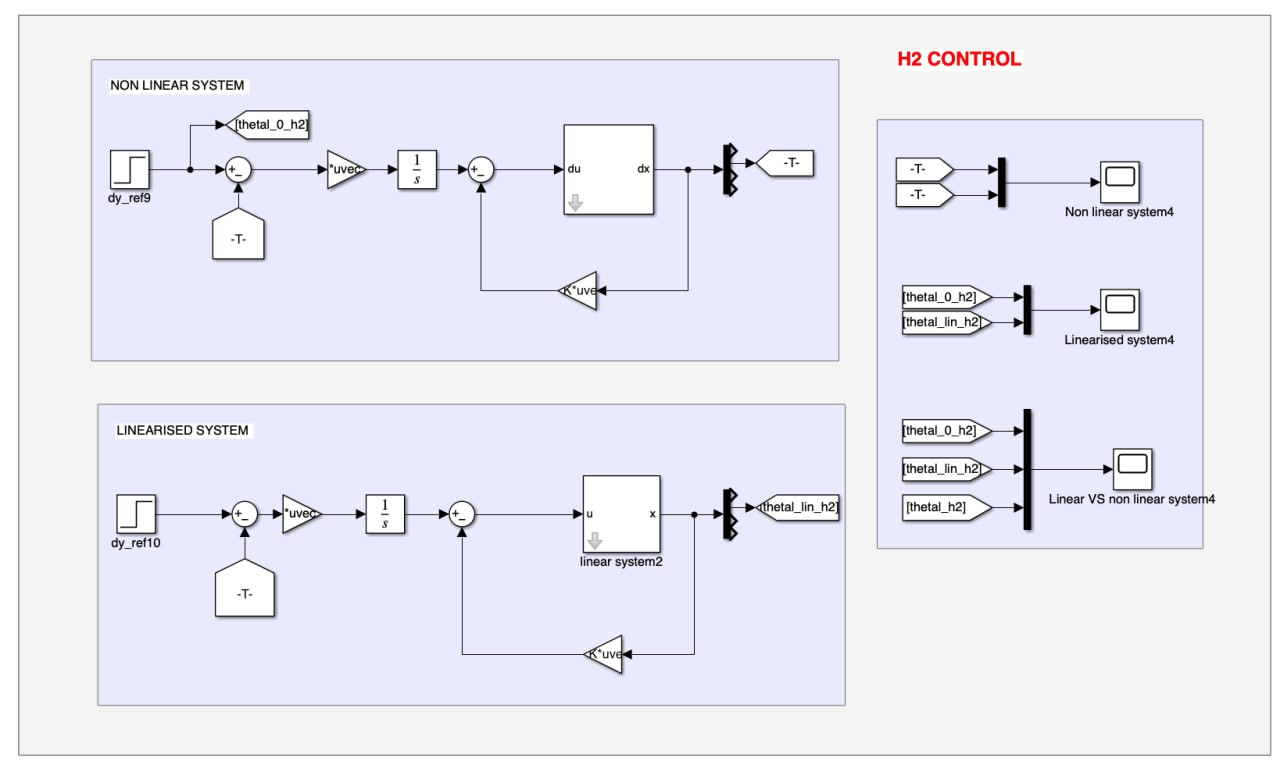 H2 CONTROL
NON LINEAR SYSTEM
[thetal_0_h2]
dy_ref9
+
-
*uvec
1
s
+
-
du
dx
-T-
-T-
K*uve
LINEARISED SYSTEM
dy_ref10
+
-
*uvec
1
s
+
-
u
x
linear system2
[thetal_lin_h2]
-T-
K*uve
-T-
-T-
Non linear system4
[thetal_0_h2]
[thetal_lin_h2]
Linearised system4
[thetal_0_h2]
[thetal_lin_h2]
[thetal_h2]
Linear VS non linear system4